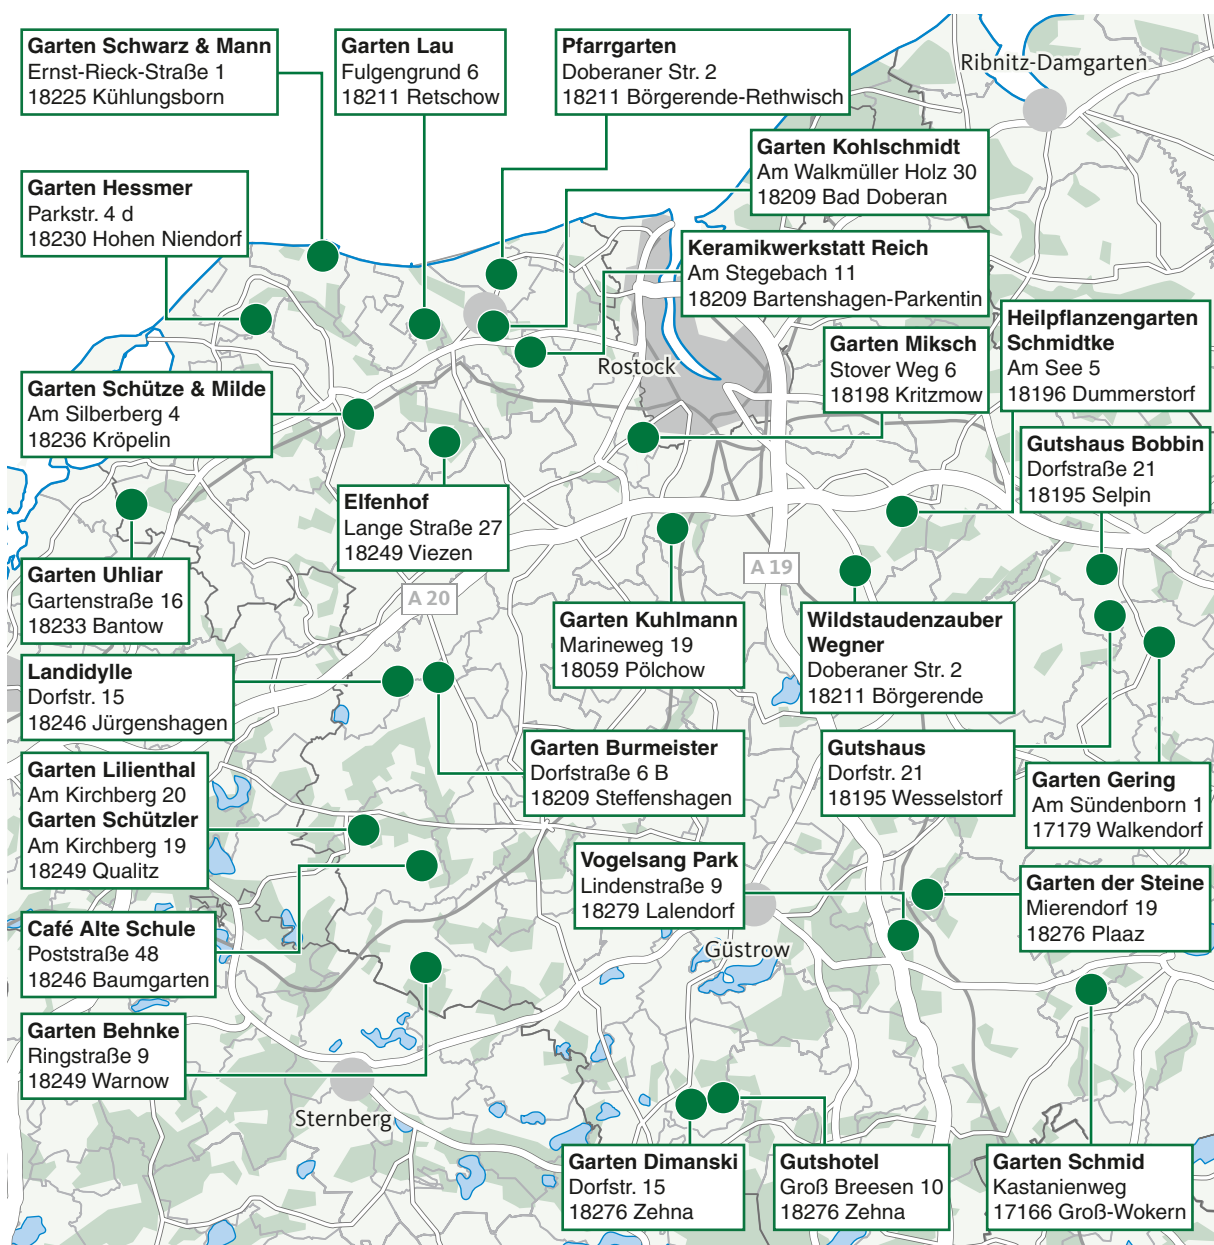 Garten Schwarz & Mann
Ernst-Rieck-Straße 1
18225 Kühlungsborn
Garten Lau
Fulgengrund 6
18211 Retschow
Pfarrgarten
Doberaner Str. 2
18211 Börgerende-Rethwisch
Ribnitz-Damgarten
Garten Kohlschmidt
Am Walkmüller Holz 30
18209 Bad Doberan
Garten Hessmer
Parkstr. 4 d
18230 Hohen Niendorf
Keramikwerkstatt Reich
Am Stegebach 11
18209 Bartenshagen-Parkentin
Heilpflanzengarten
Schmidtke
Am See 5
18196 Dummerstorf
Garten Miksch
Stover Weg 6
18198 Kritzmow
Rostock
Garten Schütze & Milde
Am Silberberg 4
18236 Kröpelin
Gutshaus Bobbin
Dorfstraße 21
18195 Selpin
Elfenhof
Lange Straße 27
18249 Viezen
Garten Uhliar
Gartenstraße 16
18233 Bantow
A 20
A 19
Garten Kuhlmann
Marineweg 19
18059 Pölchow
Wildstaudenzauber
Wegner
Doberaner Str. 2
18211 Börgerende
Landidylle
Dorfstr. 15
18246 Jürgenshagen
Garten Burmeister
Dorfstraße 6 B
18209 Steffenshagen
Gutshaus
Dorfstr. 21
18195 Wesselstorf
Garten Gering
Am Sündenborn 1
17179 Walkendorf
Garten Lilienthal
Am Kirchberg 20
Garten Schützler
Am Kirchberg 19
18249 Qualitz
Vogelsang Park
Lindenstraße 9
18279 Lalendorf
Garten der Steine
Mierendorf 19
18276 Plaaz
Güstrow
Café Alte Schule
Poststraße 48
18246 Baumgarten
Garten Behnke
Ringstraße 9
18249 Warnow
Sternberg
Garten Dimanski
Dorfstr. 15
18276 Zehna
Gutshotel
Groß Breesen 10
18276 Zehna
Garten Schmid
Kastanienweg
17166 Groß-Wokern